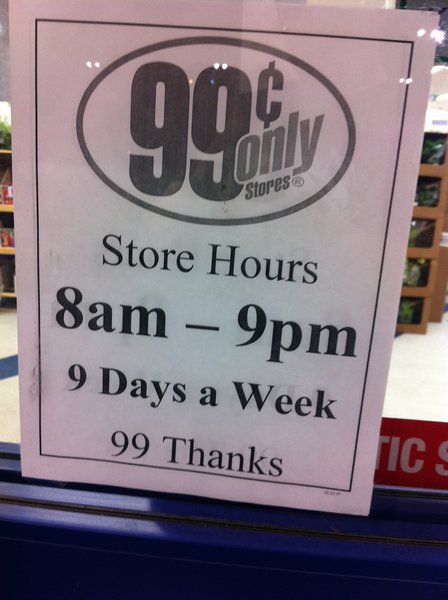 99¢ only
Stores®
Store Hours
8am – 9pm
9 Days a Week
99 Thanks
TIC S